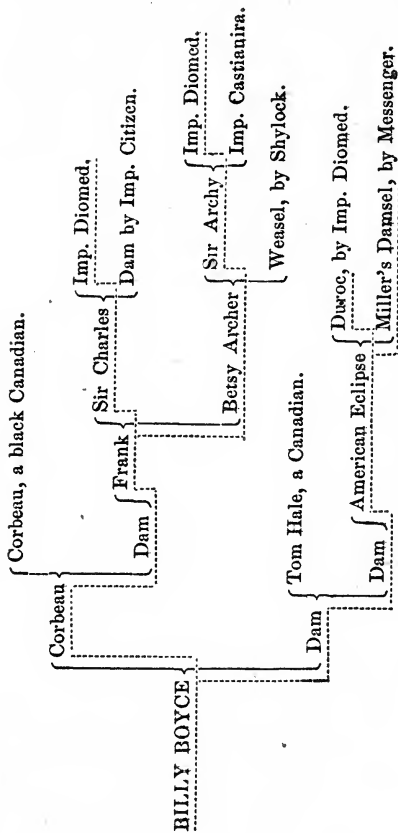 BILLY BOYCE
Corbeau
Corbeau, a black Canadian.
Dam
Frank
Sir Charles
Imp. Diomed.
Dam by Imp. Citizen.
Betsy Archer
Sir Archy
Imp. Diomed.
Imp. Castianira.
Weasel, by Shylock.
Dam
Tom Hale, a Canadian.
Dam
American Eclipse
Duroc, by Imp. Diomed.
Miller's Damsel, by Messenger.